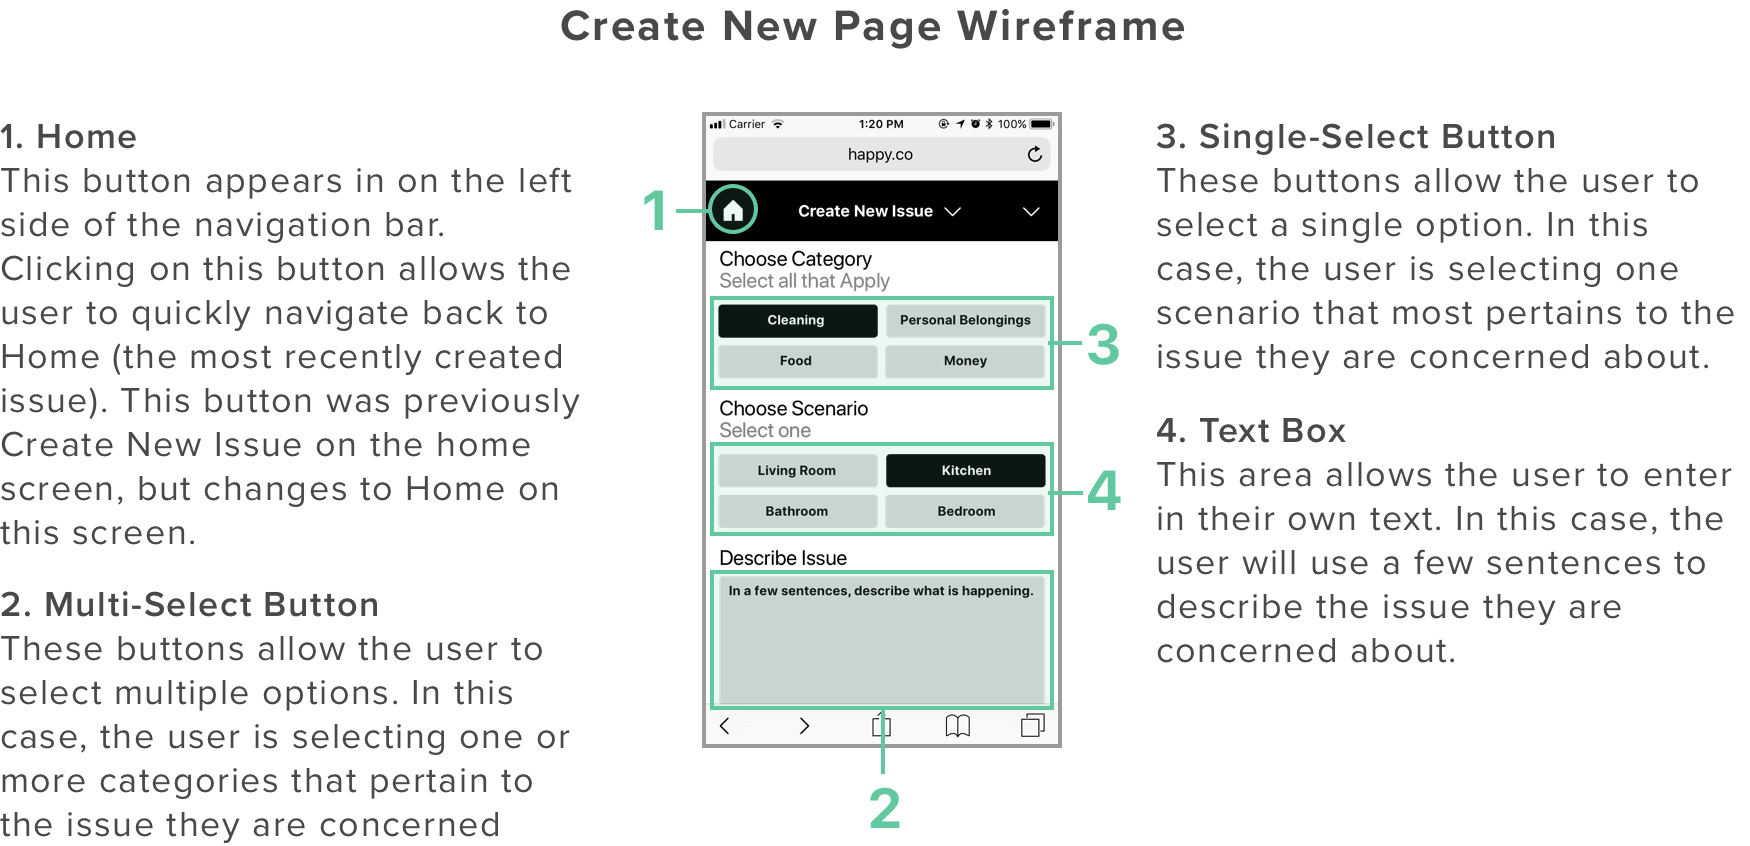 Create New Page Wireframe
1. Home
This button appears in on the left
side of the navigation bar.
Clicking on this button allows the
user to quickly navigate back to
Home (the most recently created
issue). This button was previously
Create New Issue on the home
screen, but changes to Home on
this screen.
2. Multi-Select Button
These buttons allow the user to
select multiple options. In this
case, the user is selecting one or
more categories that pertain to
the issue they are concerned
Carrier 1:20 PM 100%
happy.co
1
Create New Issue
Choose Category
Select all that Apply
Cleaning Personal Belongings
Food Money
3
Choose Scenario
Select one
Living Room Kitchen
Bathroom Bedroom
4
Describe Issue
In a few sentences, describe what is happening.
2
3. Single-Select Button
These buttons allow the user to
select a single option. In this
case, the user is selecting one
scenario that most pertains to the
issue they are concerned about.
4. Text Box
This area allows the user to enter
in their own text. In this case, the
user will use a few sentences to
describe the issue they are
concerned about.